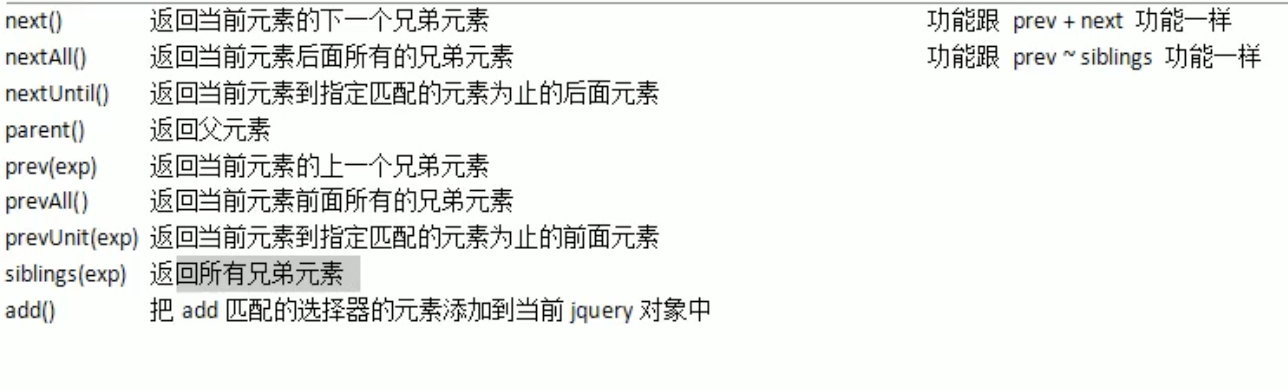 next() 返回当前元素的下一个兄弟元素 功能跟 prev + next 功能一样
nextAll() 返回当前元素后面所有的兄弟元素 功能跟 prev ~ siblings 功能一样
nextUntil() 返回当前元素到指定匹配的元素为止的后面元素
parent() 返回父元素
prev(exp) 返回当前元素的上一个兄弟元素
prevAll() 返回当前元素前面所有的兄弟元素
prevUnit(exp) 返回当前元素到指定匹配的元素为止的前面元素
siblings(exp) 返回所有兄弟元素
add() 把 add 匹配的选择器的元素添加到当前 jquery 对象中